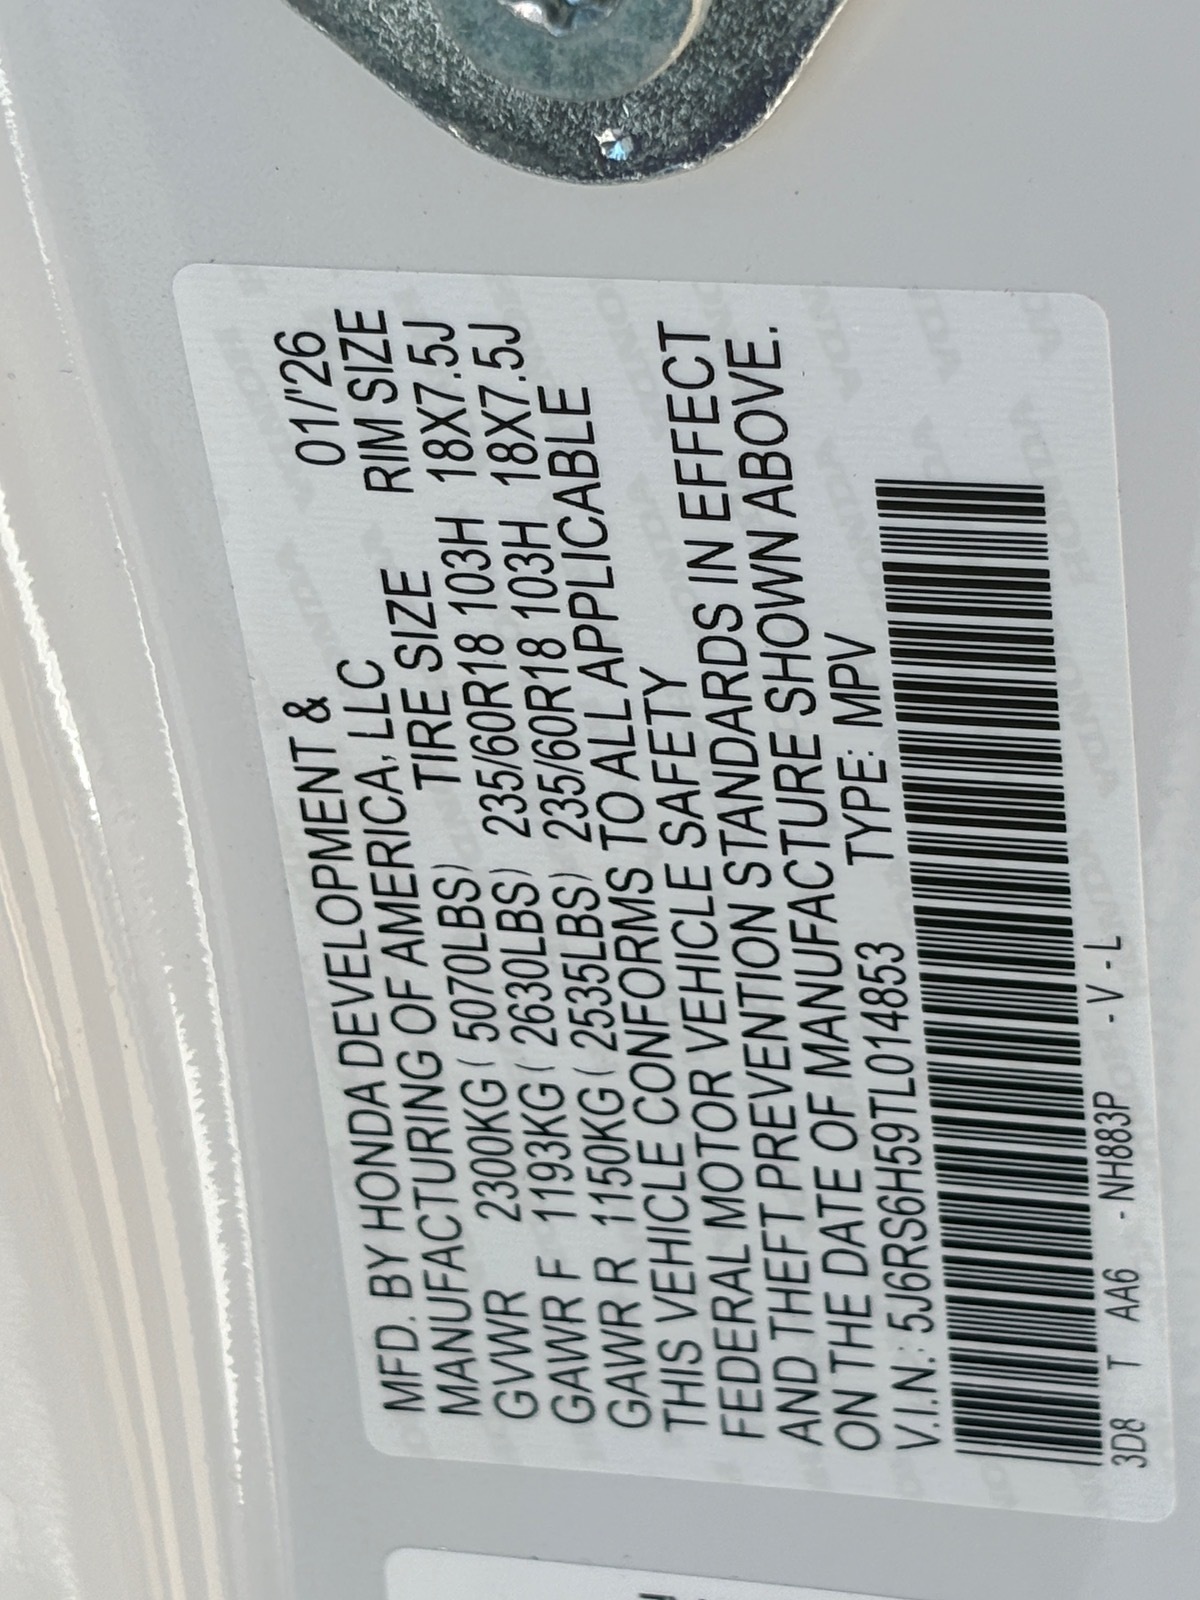 MFD. BY HONDA DEVELOPMENT & 01/'26
MANUFACTURING OF AMERICA, LLC RIM SIZE
TIRE SIZE
GVWR 2300KG ( 5070LBS) 235/60R18 103H 18X7.5J
GAWR F 1193KG ( 2630LBS) 235/60R18 103H 18X7.5J
GAWR R 1150KG ( 2535LBS)
THIS VEHICLE CONFORMS TO ALL APPLICABLE
FEDERAL MOTOR VEHICLE SAFETY
AND THEFT PREVENTION STANDARDS IN EFFECT
ON THE DATE OF MANUFACTURE SHOWN ABOVE.
V.I.N.: 5J6RS6H59TL014853 TYPE: MPV
3D8 T AA6 - NH883P - V - L
HONDA